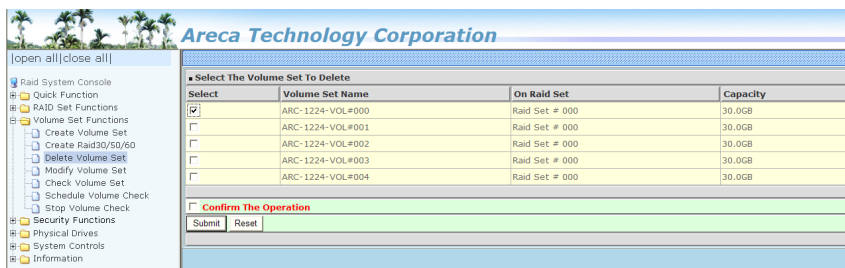 Areca Technology Corporation
|open all|close all|
Raid System Console
Quick Function
RAID Set Functions
Volume Set Functions
Create Volume Set
Create Raid30/50/60
Delete Volume Set
Modify Volume Set
Check Volume Set
Schedule Volume Check
Stop Volume Check
Security Functions
Physical Drives
System Controls
Information
Select The Volume Set To Delete
Select Volume Set Name On Raid Set Capacity
ARC-1224-VOL#000 Raid Set # 000 30.0GB
ARC-1224-VOL#001 Raid Set # 000 30.0GB
ARC-1224-VOL#002 Raid Set # 000 30.0GB
ARC-1224-VOL#003 Raid Set # 000 30.0GB
ARC-1224-VOL#004 Raid Set # 000 30.0GB
Confirm The Operation
Submit Reset